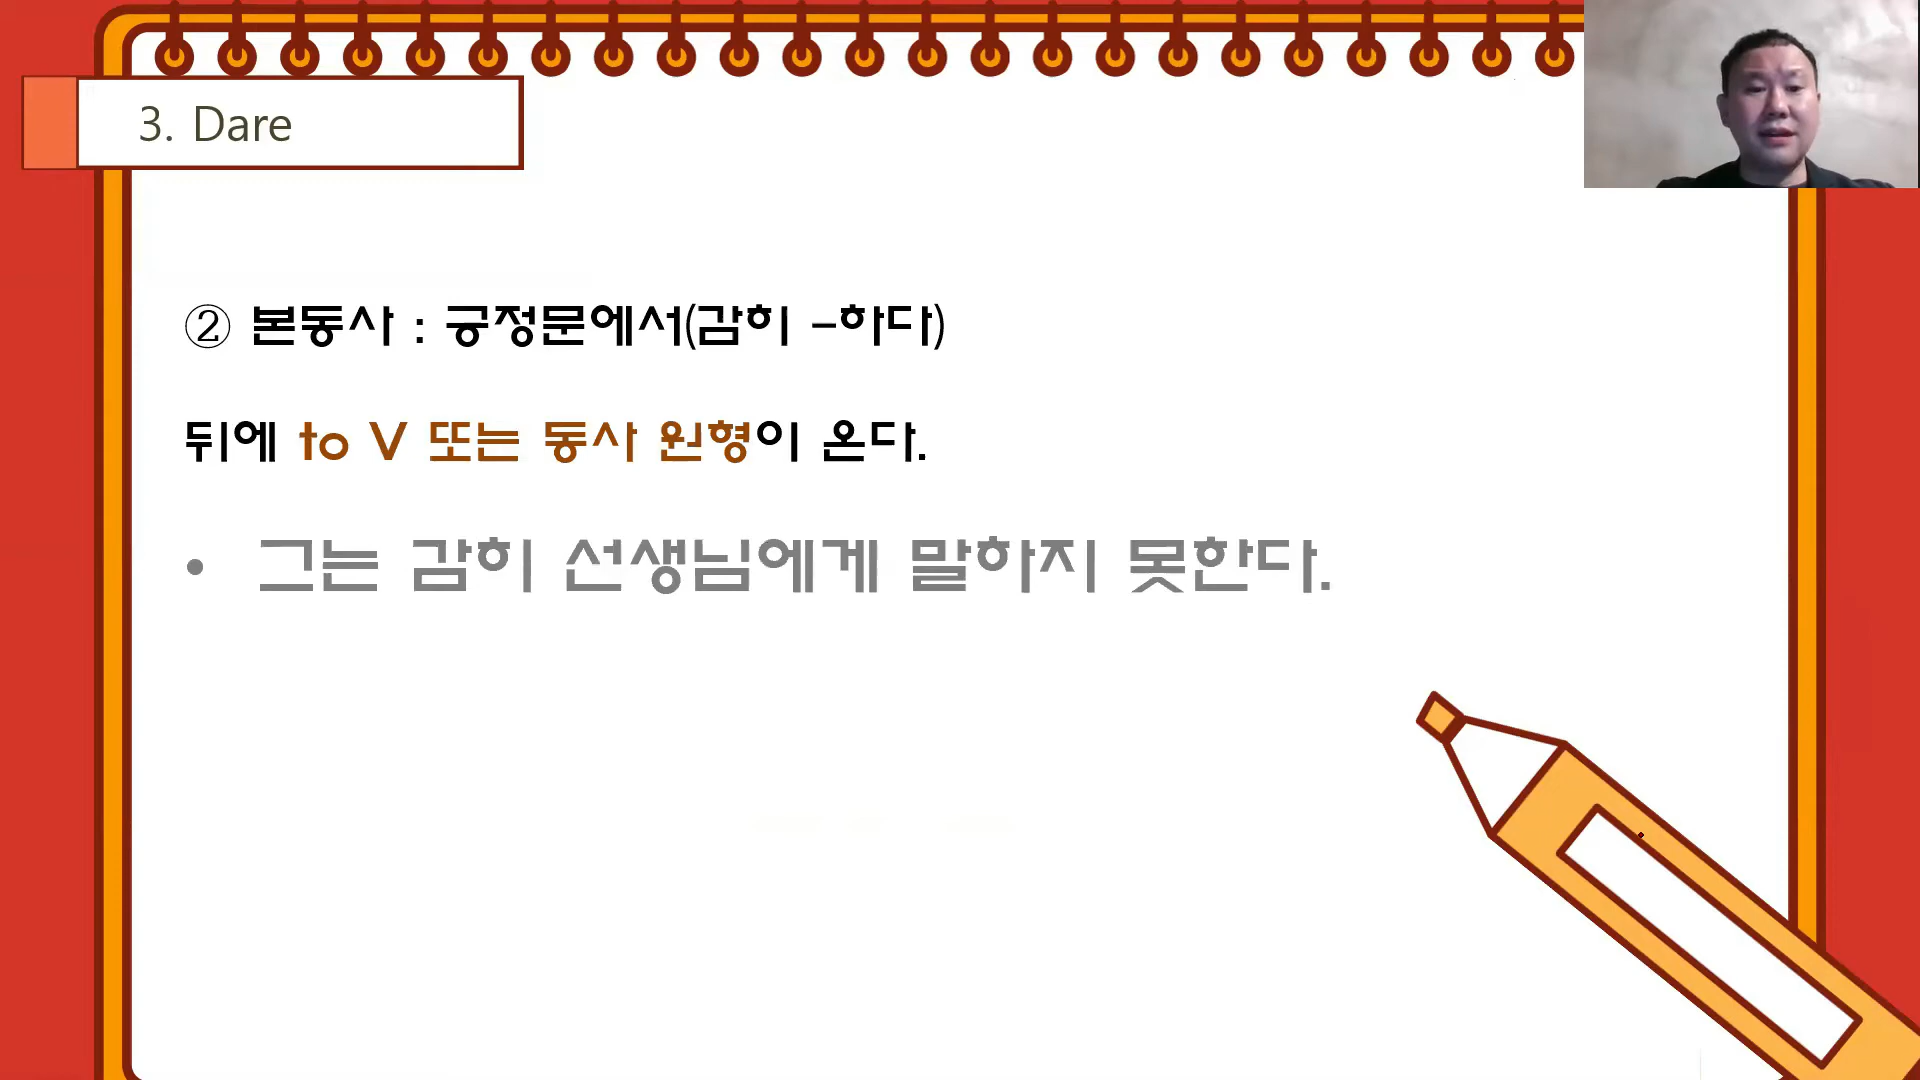 3. Dare
② 본동사 : 긍정문에서(감히 –하다)
뒤에 to V 또는 동사 원형이 온다.
• 그는 감히 선생님에게 말하지 못한다.